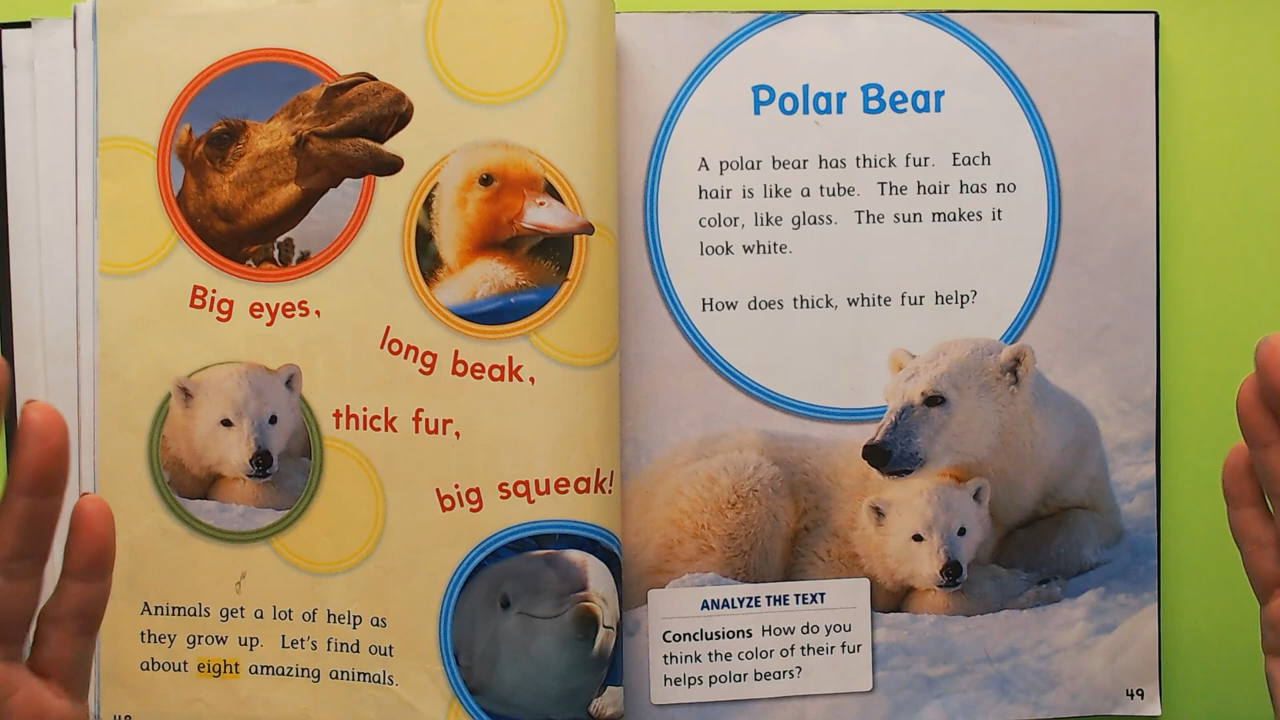 Big eyes,
long beak,
thick fur,
big squeak!
Animals get a lot of help as
they grow up. Let's find out
about eight amazing animals.
Polar Bear
A polar bear has thick fur. Each
hair is like a tube. The hair has no
color, like glass. The sun makes it
look white.
How does thick, white fur help?
ANALYZE THE TEXT
Conclusions How do you
think the color of their fur
helps polar bears?
49